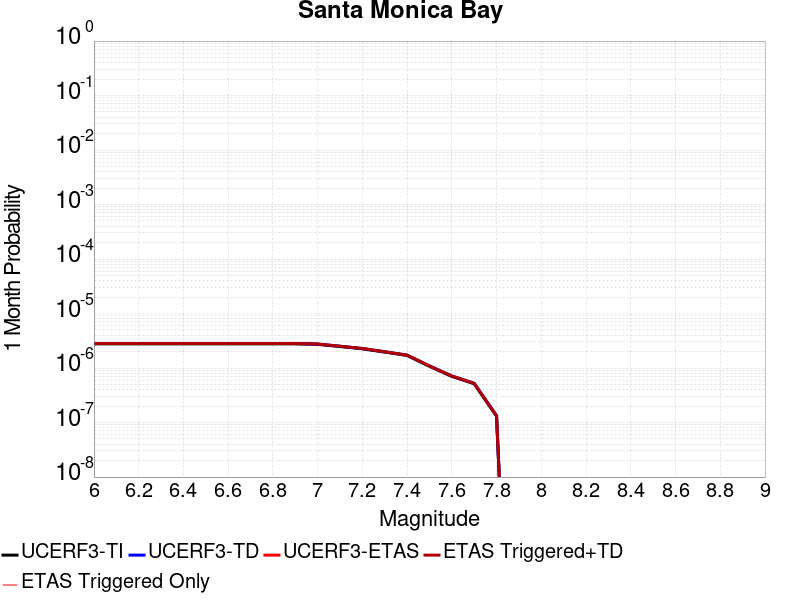 Santa Monica Bay
1 Month Probability
10^0
10^-1
10^-2
10^-3
10^-4
10^-5
10^-6
10^-7
10^-8
6 6.2 6.4 6.6 6.8 7 7.2 7.4 7.6 7.8 8 8.2 8.4 8.6 8.8 9
Magnitude
UCERF3-TI UCERF3-TD UCERF3-ETAS ETAS Triggered+TD
ETAS Triggered Only